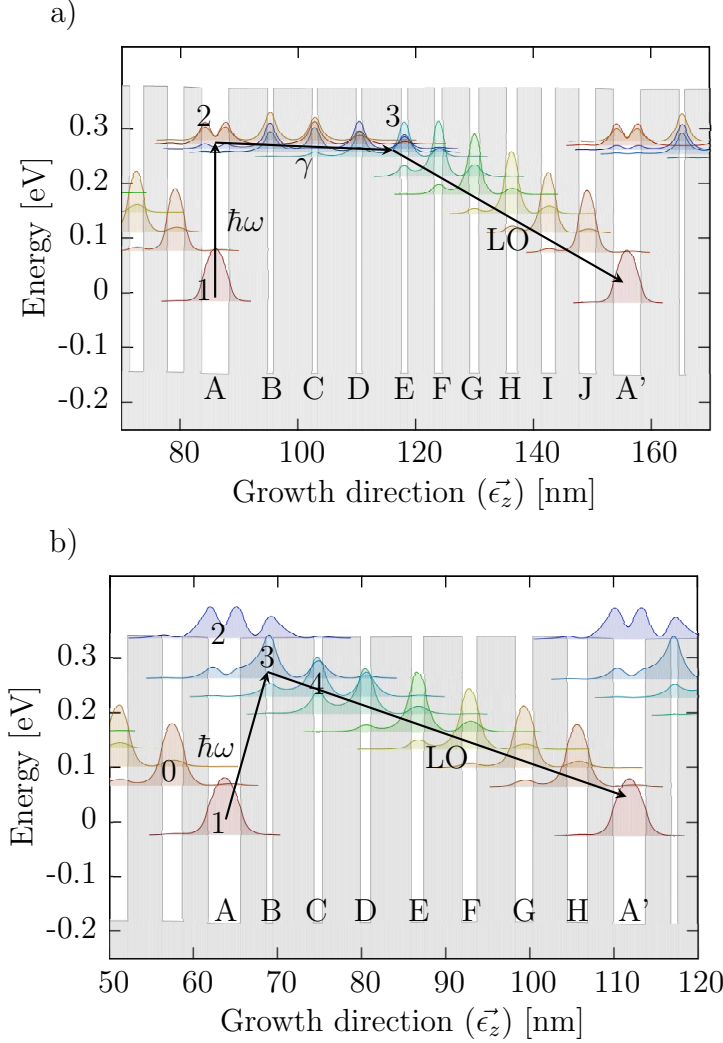 a)
Energy [eV]
0.3
0.2
0.1
0
-0.1
-0.2
2
3
γ
ħω
LO
1
A B C D E F G H I J A'
80 100 120 140 160
Growth direction (ϵ⃗z) [nm]
b)
Energy [eV]
0.3
0.2
0.1
0
-0.1
-0.2
2
3
4
ħω
LO
0
1
A B C D E F G H A'
50 60 70 80 90 100 110 120
Growth direction (ϵ⃗z) [nm]